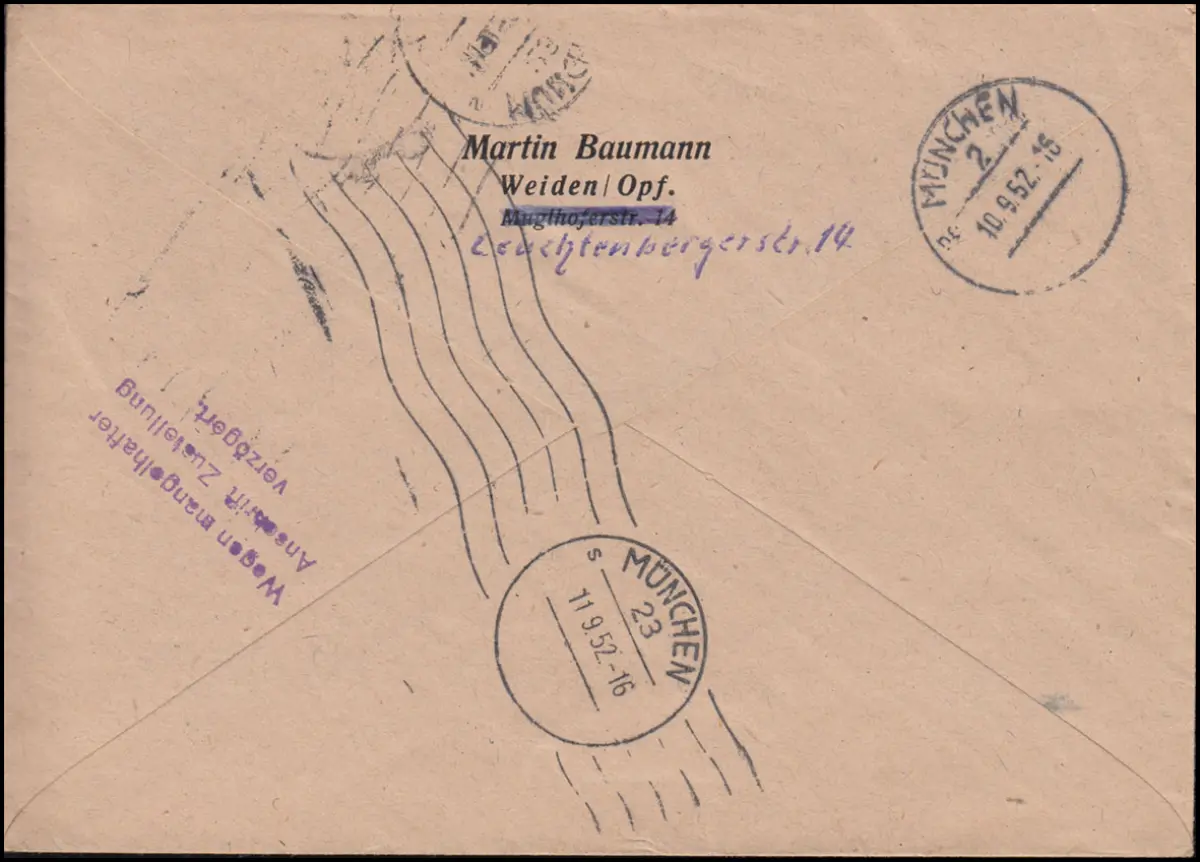 Martin Baumann
Weiden/Opf.
Muglhoferstr. 14
Leuchtenbergerstr. 14
MÜNCHEN
2
10.9.52.-16
Wegen mangelhafter
Anschrift Zustellung
verzögert.
s
MÜNCHEN
23
11.9.52.-16